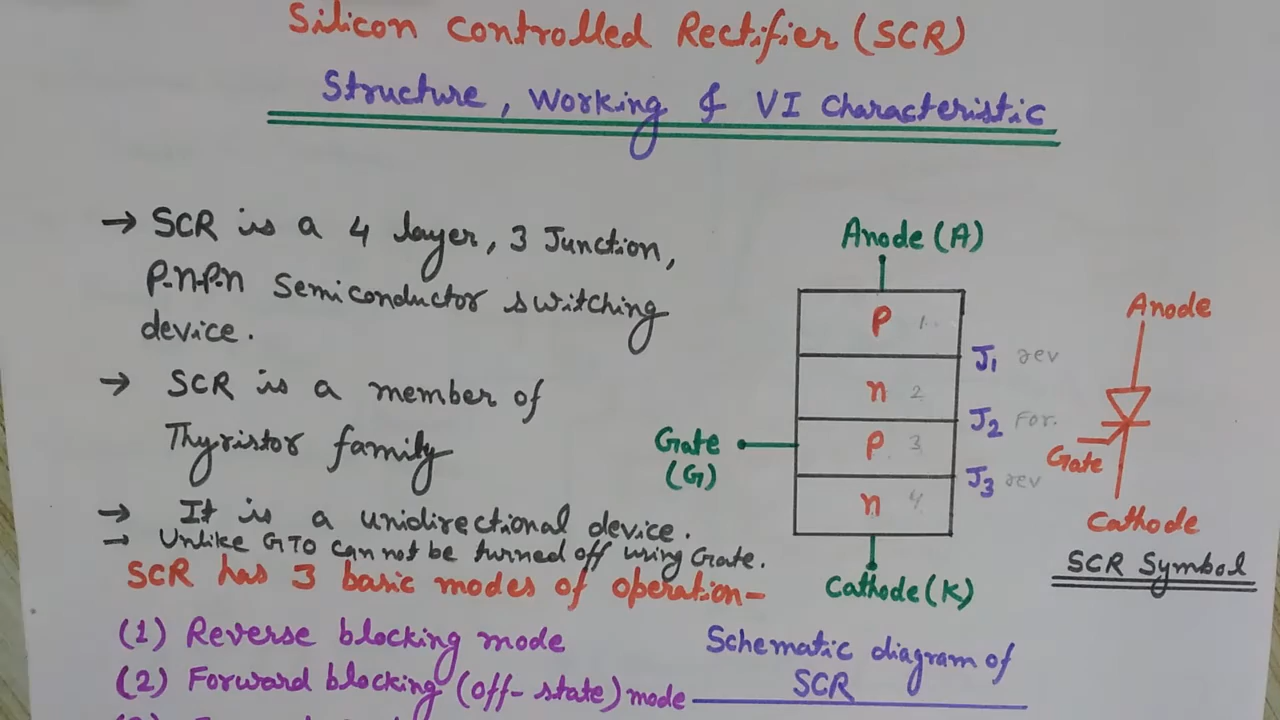 Silicon Controlled Rectifier (SCR)
Structure, Working & VI Characteristic
→ SCR is a 4 layer, 3 Junction,
P-n-P-n Semiconductor switching
device.
→ SCR is a member of
Thyristor family
→ It is a unidirectional device.
→ Unlike GTO cannot be turned off using Gate.
SCR has 3 basic modes of operation-
(1) Reverse blocking mode
(2) Forward blocking (off-state) mode
Anode (A)
P 1
J1 rev
n 2
J2 For.
Gate
(G)
P 3
J3 rev
n 4
Cathode (K)
Schematic diagram of
SCR
Anode
Gate
Cathode
SCR Symbol